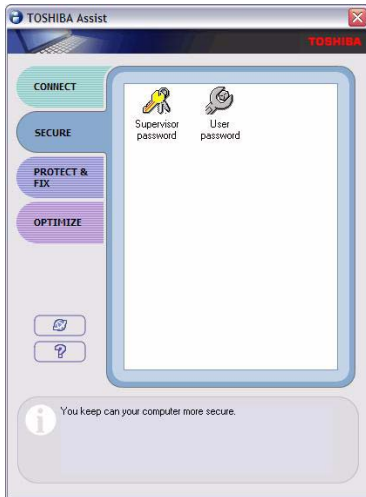 TOSHIBA Assist
TOSHIBA
CONNECT
SECURE
PROTECT &
FIX
OPTIMIZE
Supervisor
password
User
password
?
i
You keep can your computer more secure.